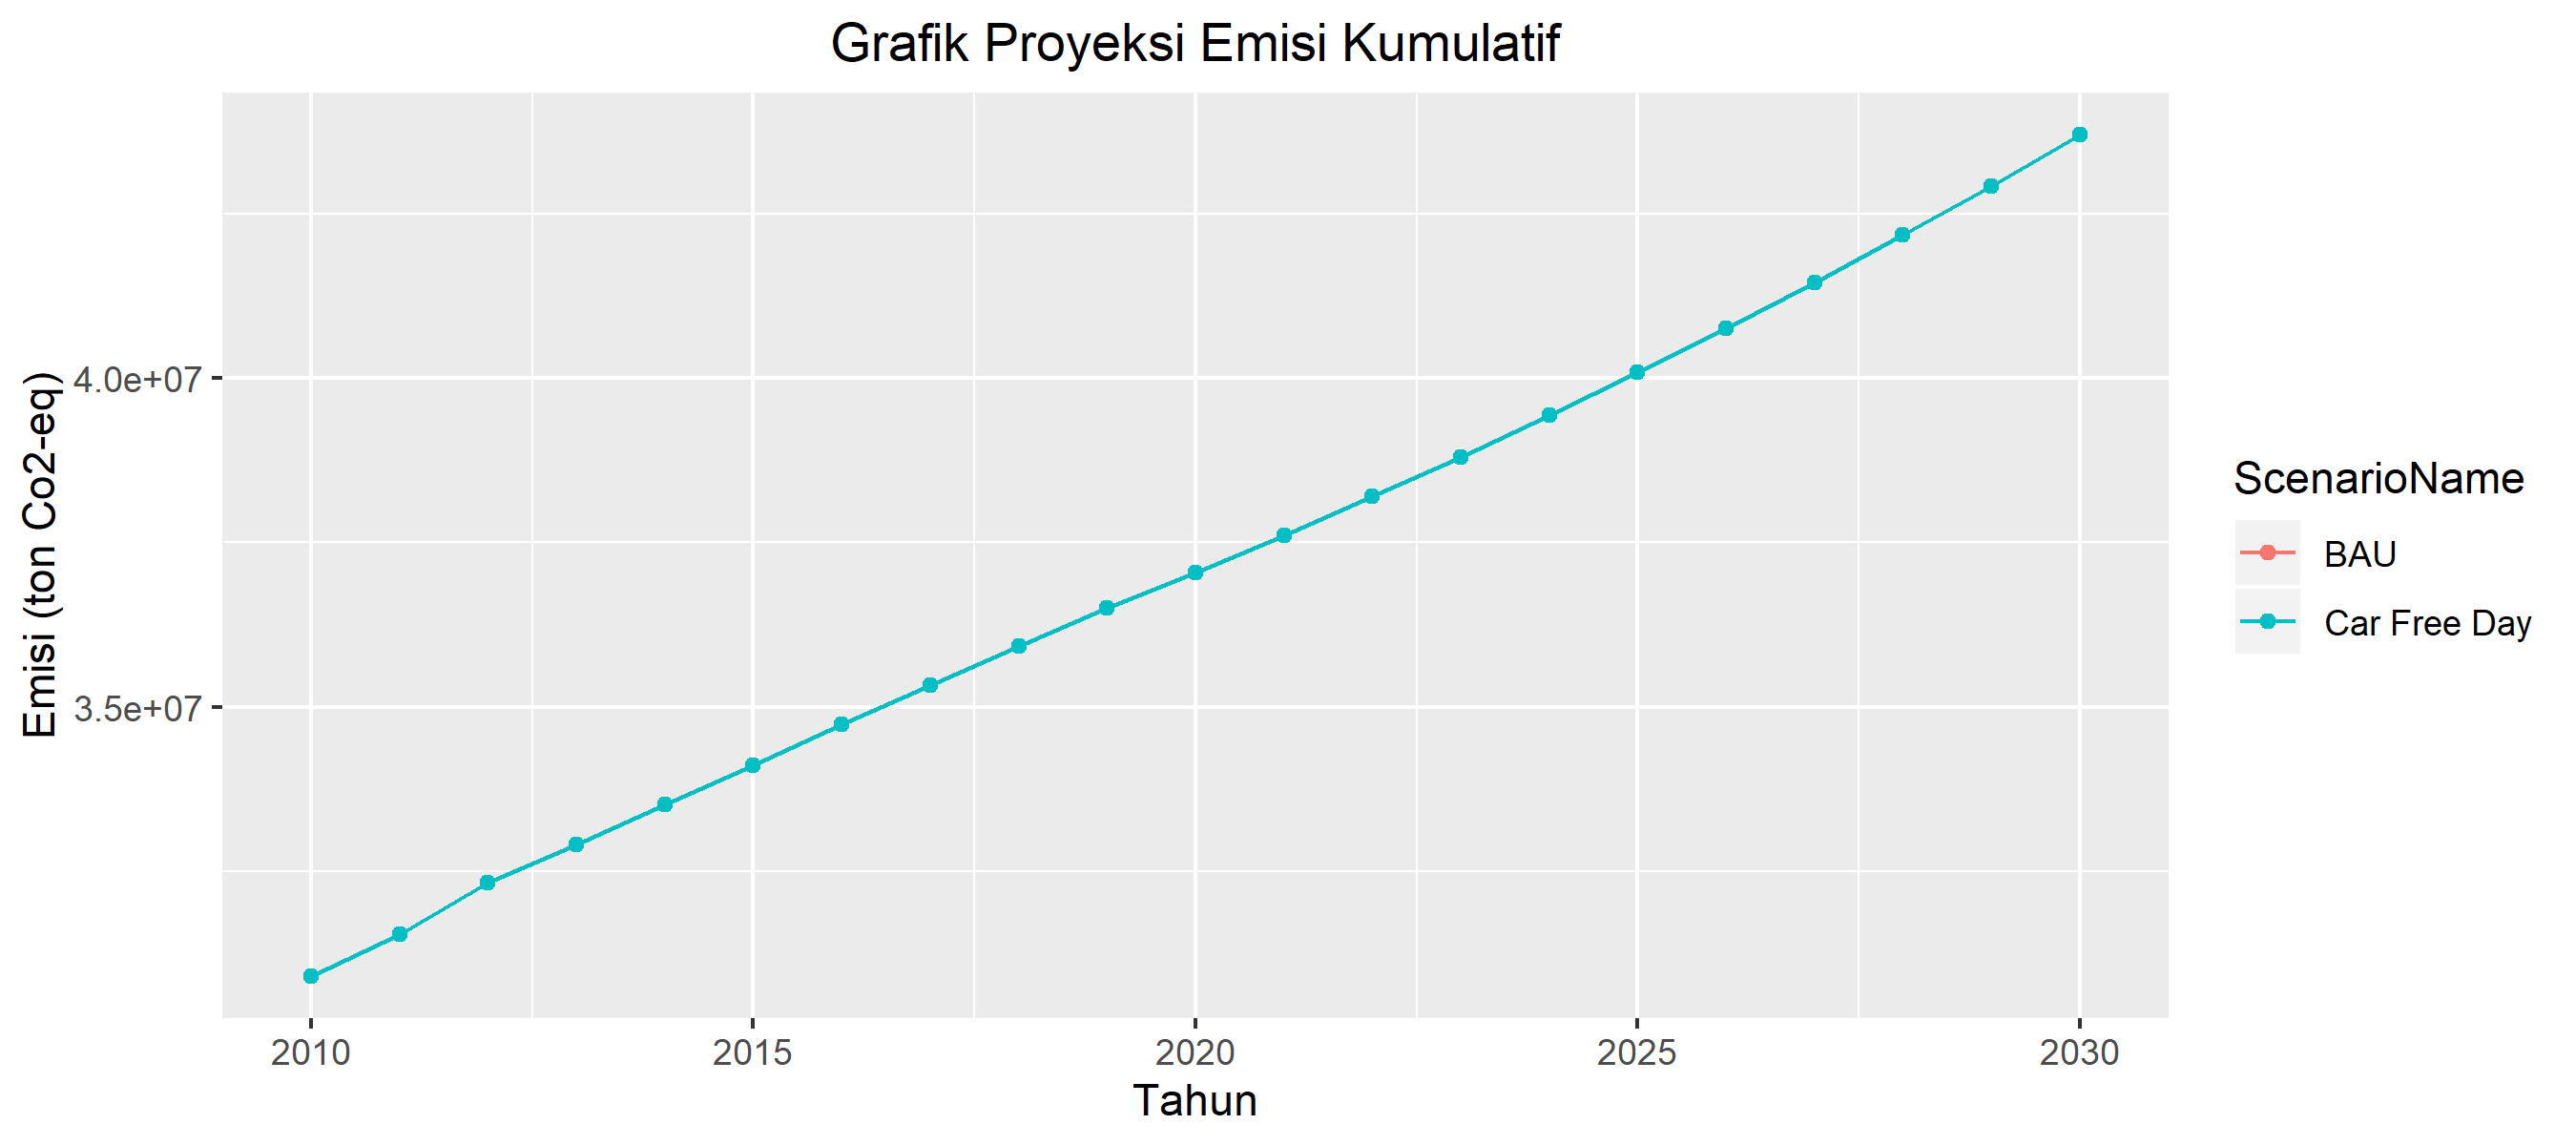 Grafik Proyeksi Emisi Kumulatif
Emisi (ton Co2-eq)
4.0e+07
3.5e+07
2010
2015
2020
2025
2030
Tahun
ScenarioName
BAU
Car Free Day